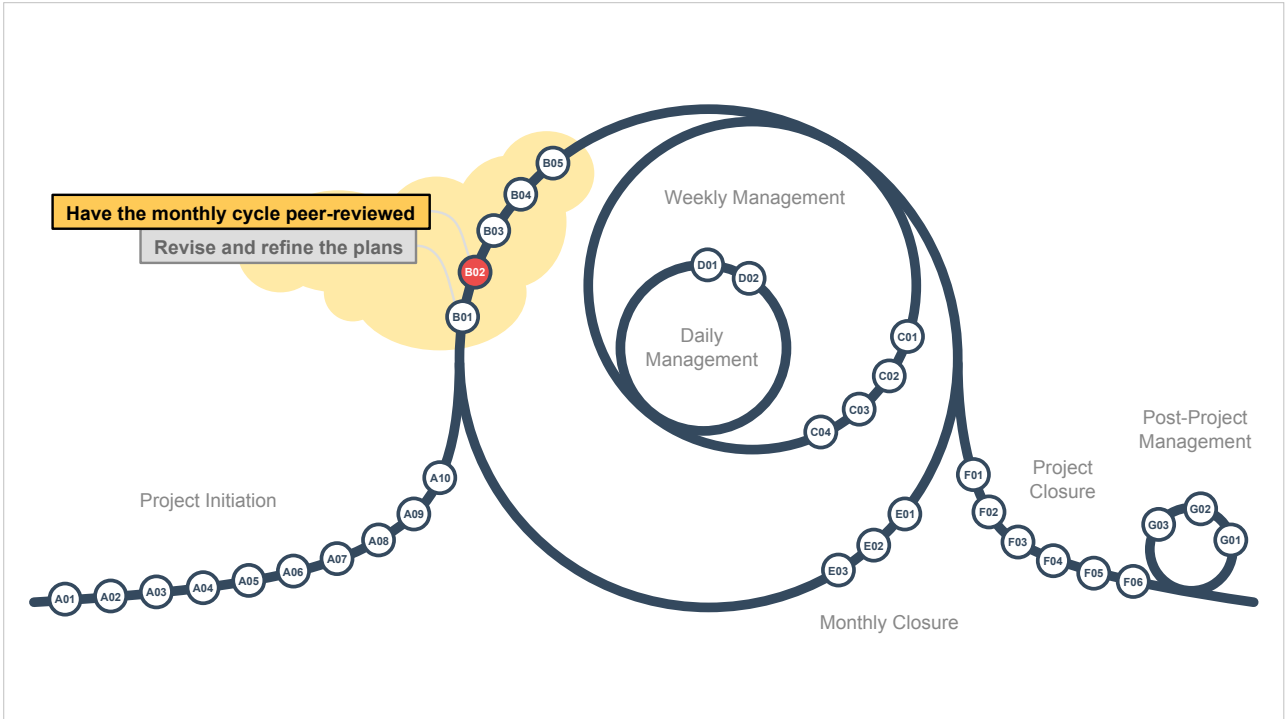 B05
B04
Weekly Management
Have the monthly cycle peer-reviewed
B03
Revise and refine the plans
B02
D01
D02
B01
Daily
Management
C01
C02
C03
C04
Post-Project
Management
Project Initiation
A10
A09
A08
A07
A06
A05
A04
A03
A02
A01
E01
E02
E03
Monthly Closure
Project
Closure
F01
F02
F03
F04
F05
F06
G03
G02
G01